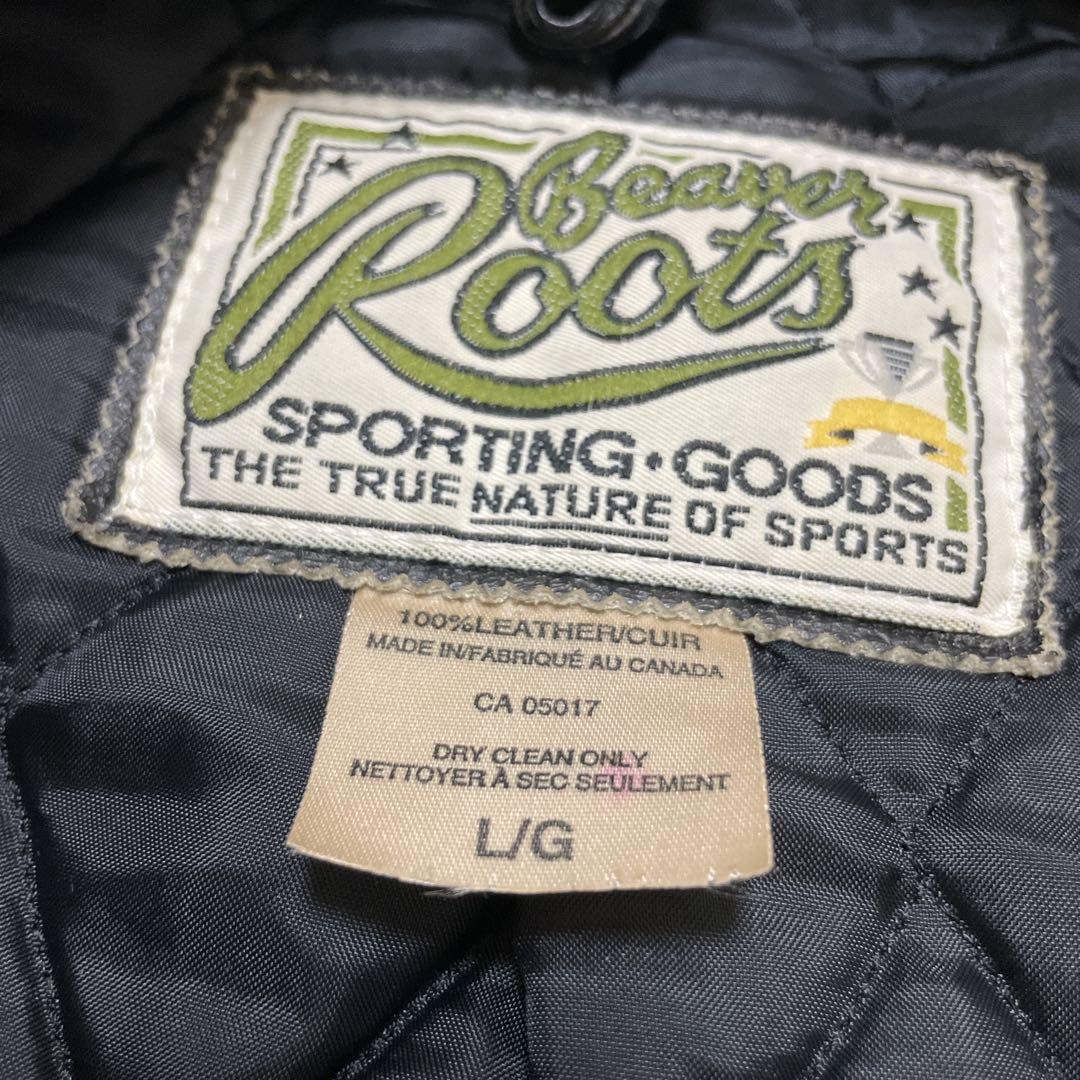 Beaver
Roots
SPORTING·GOODS
THE TRUE NATURE OF SPORTS
100%LEATHER/CUIR
MADE IN/FABRIQUÉ AU CANADA
CA 05017
DRY CLEAN ONLY
NETTOYER À SEC SEULEMENT
L/G